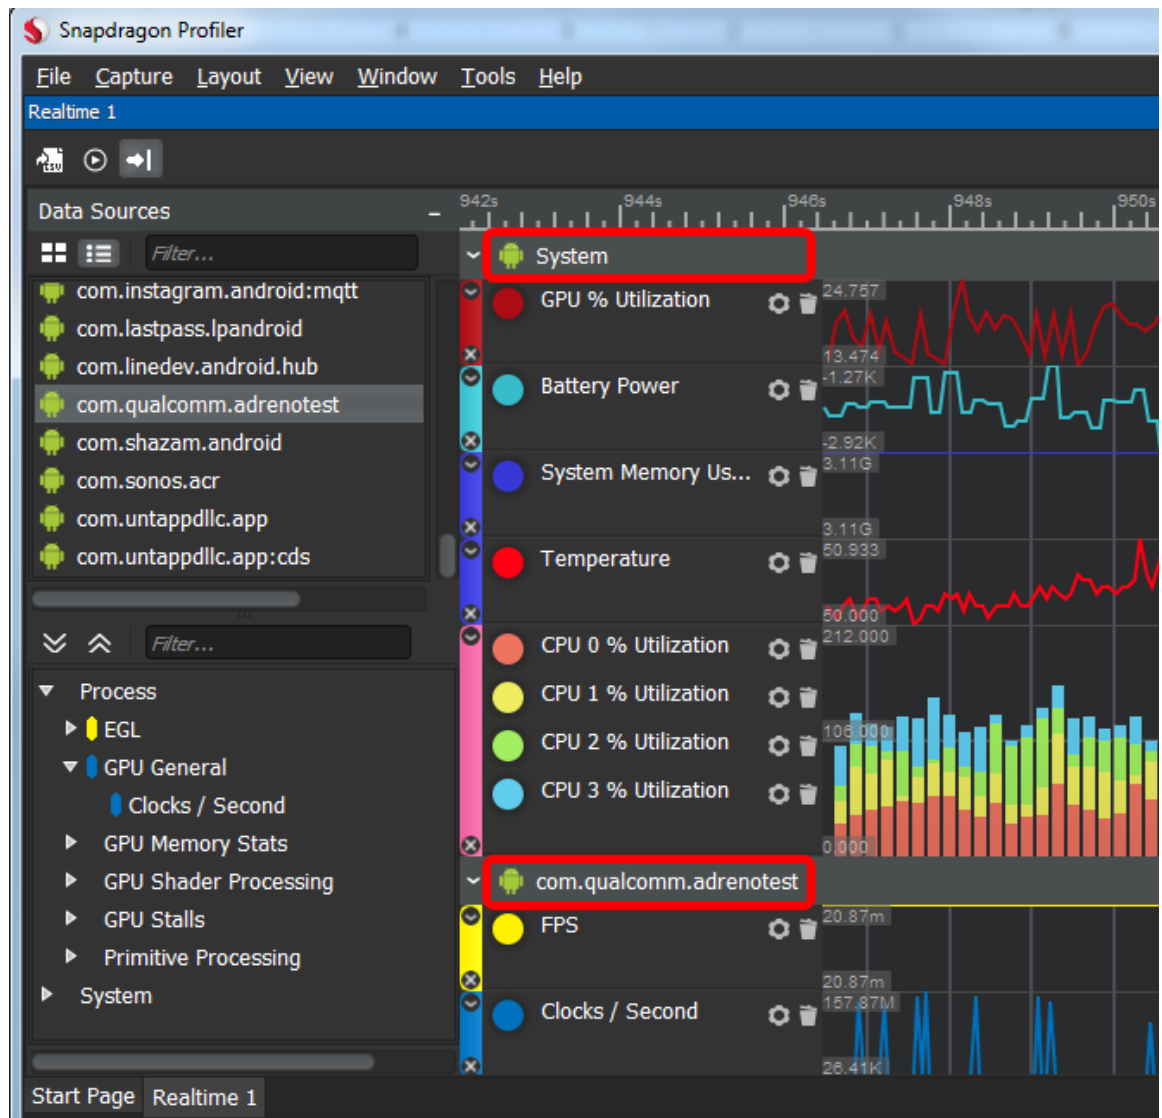 Snapdragon Profiler
File Capture Layout View Window Tools Help
Realtime 1
CSV
Data Sources
Filter...
com.instagram.android:mqtt
com.lastpass.lpandroid
com.linedev.android.hub
com.qualcomm.adrenotest
com.shazam.android
com.sonos.acr
com.untappdllc.app
com.untappdllc.app:cds
Filter...
Process
EGL
GPU General
Clocks / Second
GPU Memory Stats
GPU Shader Processing
GPU Stalls
Primitive Processing
System
942s 944s 946s 948s 950s
System
GPU % Utilization
24.757
13.474
Battery Power
-1.27K
-2.92K
System Memory Us...
3.11G
3.11G
Temperature
50.933
50.000
CPU 0 % Utilization
212.000
CPU 1 % Utilization
CPU 2 % Utilization
106.000
CPU 3 % Utilization
0.000
com.qualcomm.adrenotest
FPS
20.87m
20.87m
Clocks / Second
157.87M
26.41K
Start Page Realtime 1